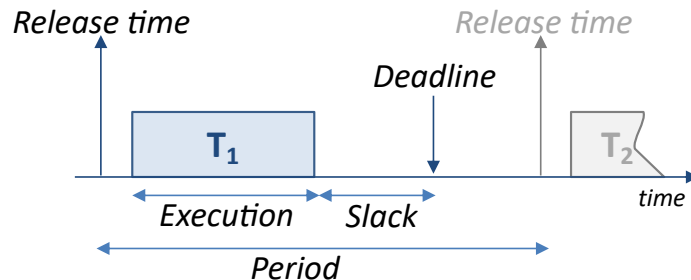 Release time
Release time
Deadline
T₁
T₂
time
Execution
Slack
Period